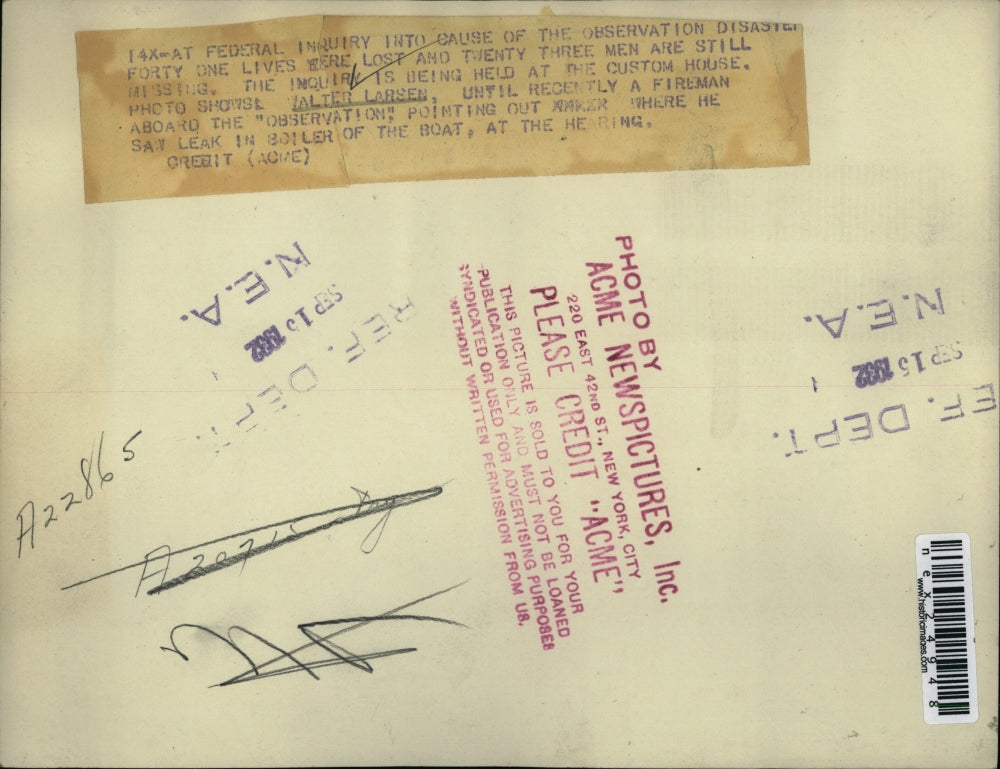 14X-AT FEDERAL INQUIRY INTO CAUSE OF THE OBSERVATION DISASTER
FORTY ONE LIVES WERE LOST AND TWENTY THREE MEN ARE STILL
MISSING. THE INQUIRY IS BEING HELD AT THE CUSTOM HOUSE.
PHOTO SHOWSE WALTER LARSEN, UNTIL RECENTLY A FIREMAN
ABOARD THE "OBSERVATION", POINTING OUT WHERE HE
SAW LEAK IN BOILER OF THE BOAT, AT THE HEARING.
CREDIT (ACME)
REF. DEPT.
SEP 15 1932
N.E.A.
PHOTO BY
ACME NEWSPICTURES, Inc.
220 EAST 42ND ST., NEW YORK, CITY
PLEASE CREDIT "ACME",
THIS PICTURE IS SOLD TO YOU FOR YOUR
PUBLICATION ONLY AND MUST NOT BE LOANED
SYNDICATED OR USED FOR ADVERTISING PURPOSES
WITHOUT WRITTEN PERMISSION FROM US.
EF. DEPT.
SEP 15 1932
N.E.A.
A22865
nex24948
www.historicimages.com